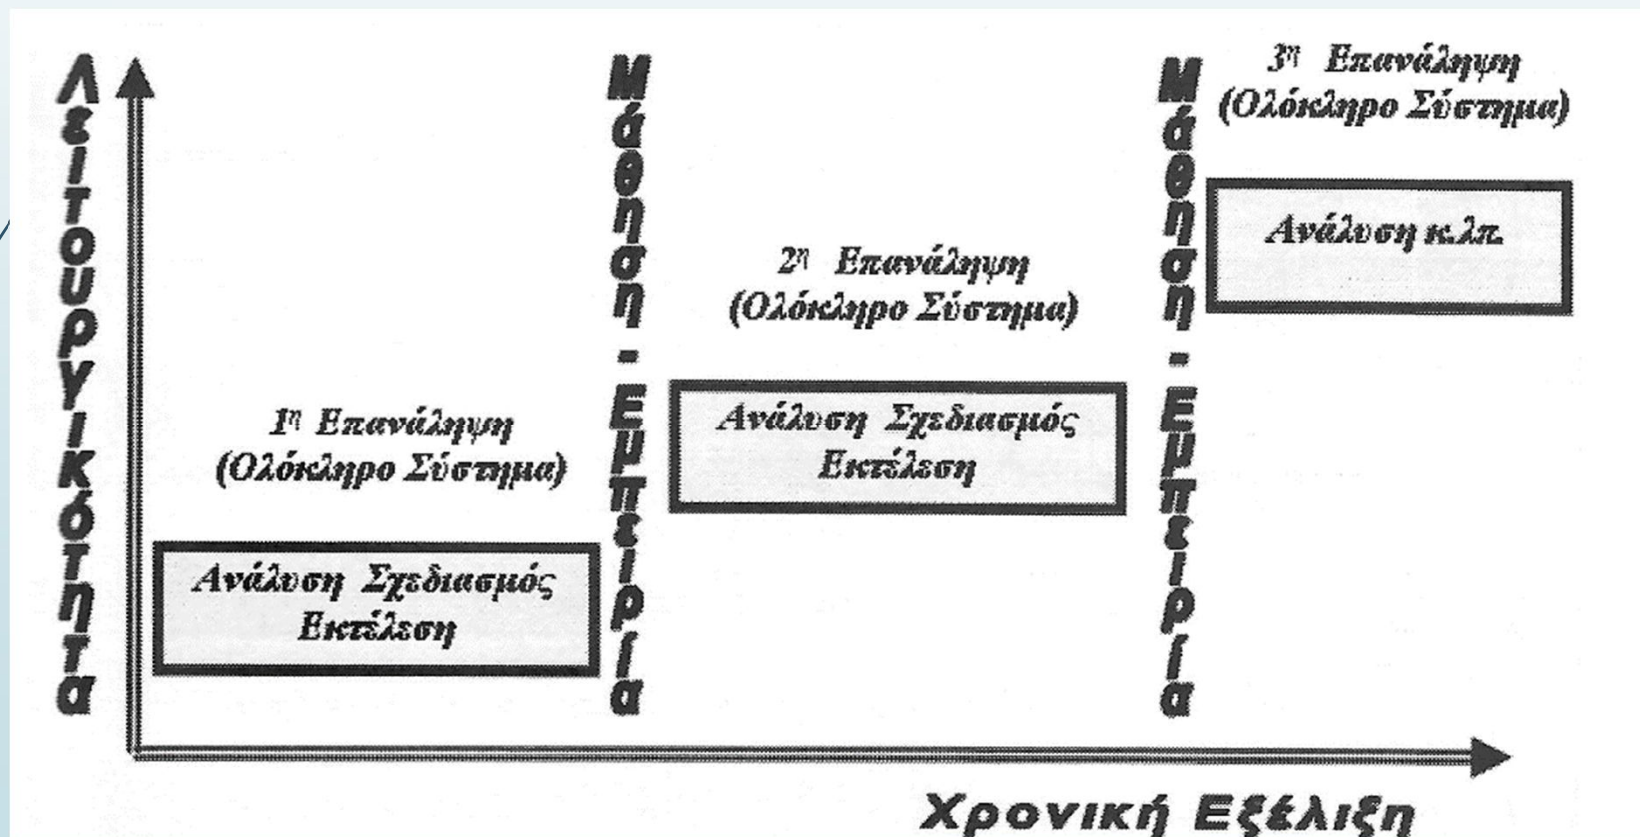 Λειτουργικότητα
1η Επανάληψη
(Ολόκληρο Σύστημα)
Ανάλυση Σχεδιασμός
Εκτέλεση
Μάθηση - Εμπειρία
2η Επανάληψη
(Ολόκληρο Σύστημα)
Ανάλυση Σχεδιασμός
Εκτέλεση
Μάθηση - Εμπειρία
3η Επανάληψη
(Ολόκληρο Σύστημα)
Ανάλυση κ.λπ.
Χρονική Εξέλιξη